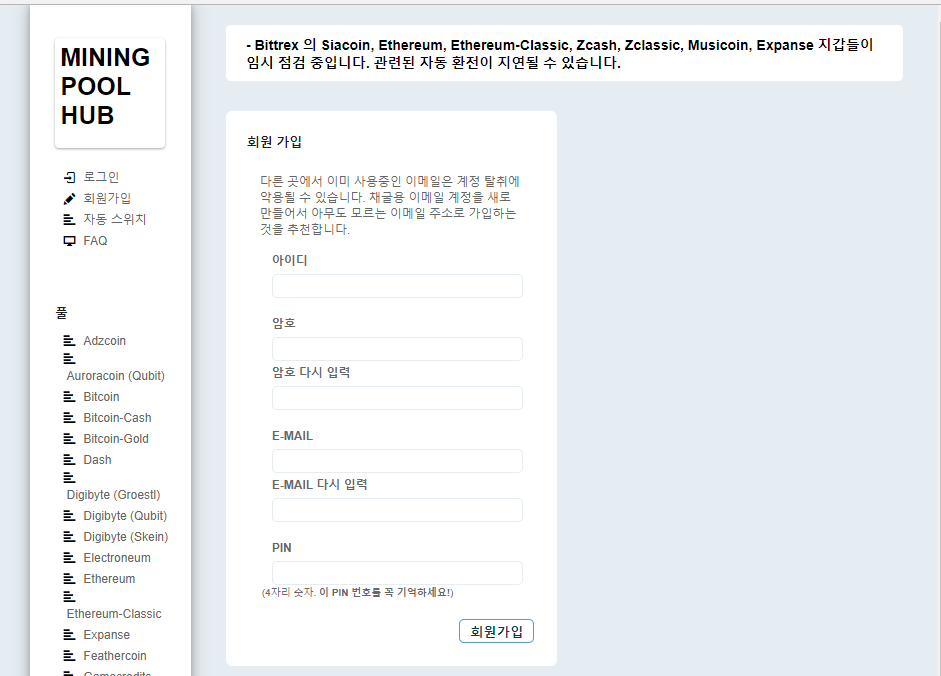 MINING
POOL
HUB
로그인
회원가입
자동 스위치
FAQ
풀
Adzcoin
Auroracoin (Qubit)
Bitcoin
Bitcoin-Cash
Bitcoin-Gold
Dash
Digibyte (Groestl)
Digibyte (Qubit)
Digibyte (Skein)
Electroneum
Ethereum
Ethereum-Classic
Expanse
Feathercoin
Gamecredits
- Bittrex 의 Siacoin, Ethereum, Ethereum-Classic, Zcash, Zclassic, Musicoin, Expanse 지갑들이
임시 점검 중입니다. 관련된 자동 환전이 지연될 수 있습니다.
회원 가입
다른 곳에서 이미 사용중인 이메일은 계정 탈취에
악용될 수 있습니다. 채굴용 이메일 계정을 새로
만들어서 아무도 모르는 이메일 주소로 가입하는
것을 추천합니다.
아이디
암호
암호 다시 입력
E-MAIL
E-MAIL 다시 입력
PIN
(4자리 숫자. 이 PIN 번호를 꼭 기억하세요!)
회원가입